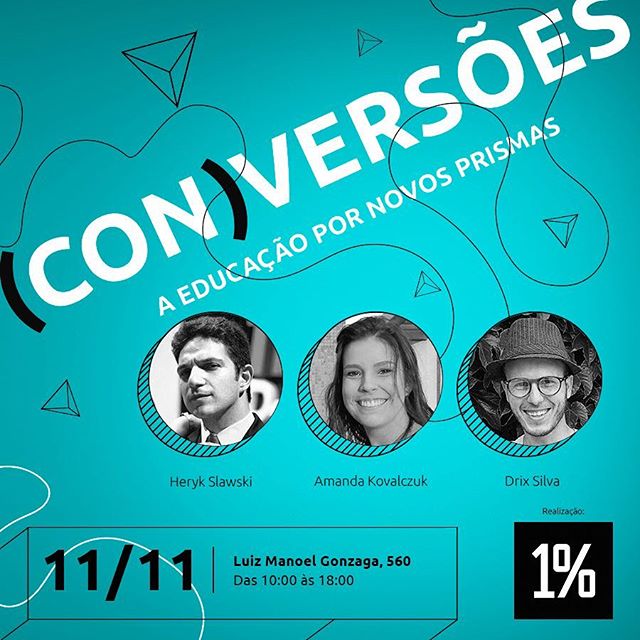 (CON)VERSÕES
A EDUCAÇÃO POR NOVOS PRISMAS
Heryk Slawski
Amanda Kovalczuk
Drix Silva
Realização:
1%
11/11
Luiz Manoel Gonzaga, 560
Das 10:00 às 18:00